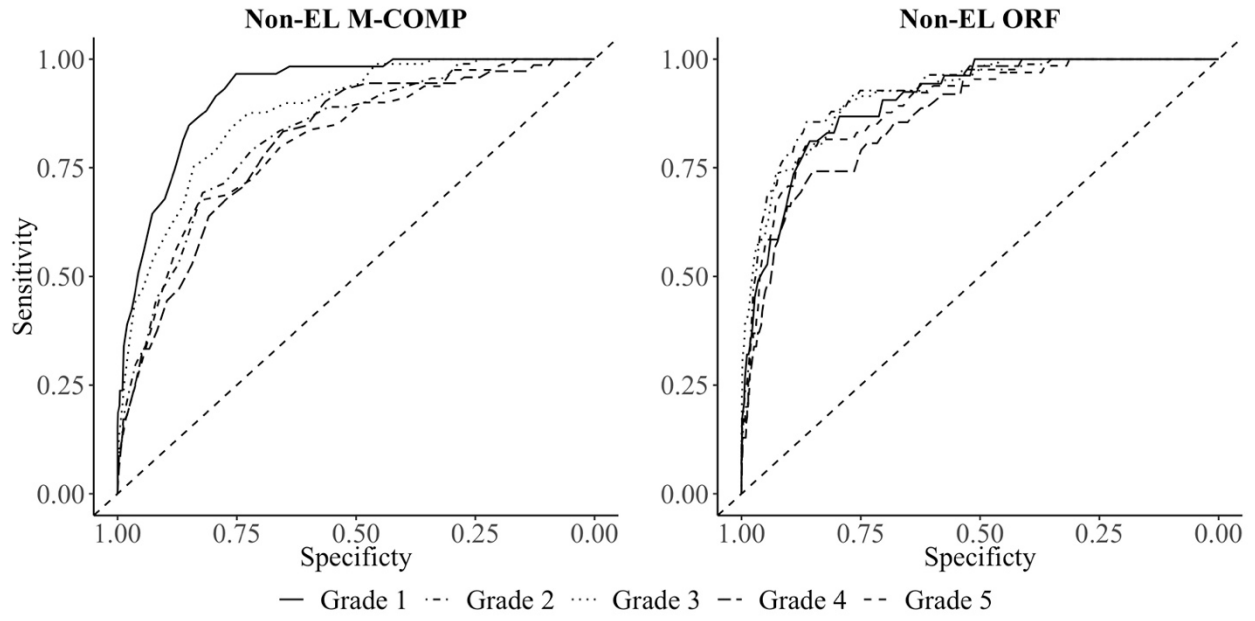 Non-EL M-COMP
Non-EL ORF
Sensitivity
1.00
0.75
0.50
0.25
0.00
1.00 0.75 0.50 0.25 0.00
Specificty
1.00
0.75
0.50
0.25
0.00
1.00 0.75 0.50 0.25 0.00
Specificty
Grade 1 Grade 2 Grade 3 Grade 4 Grade 5